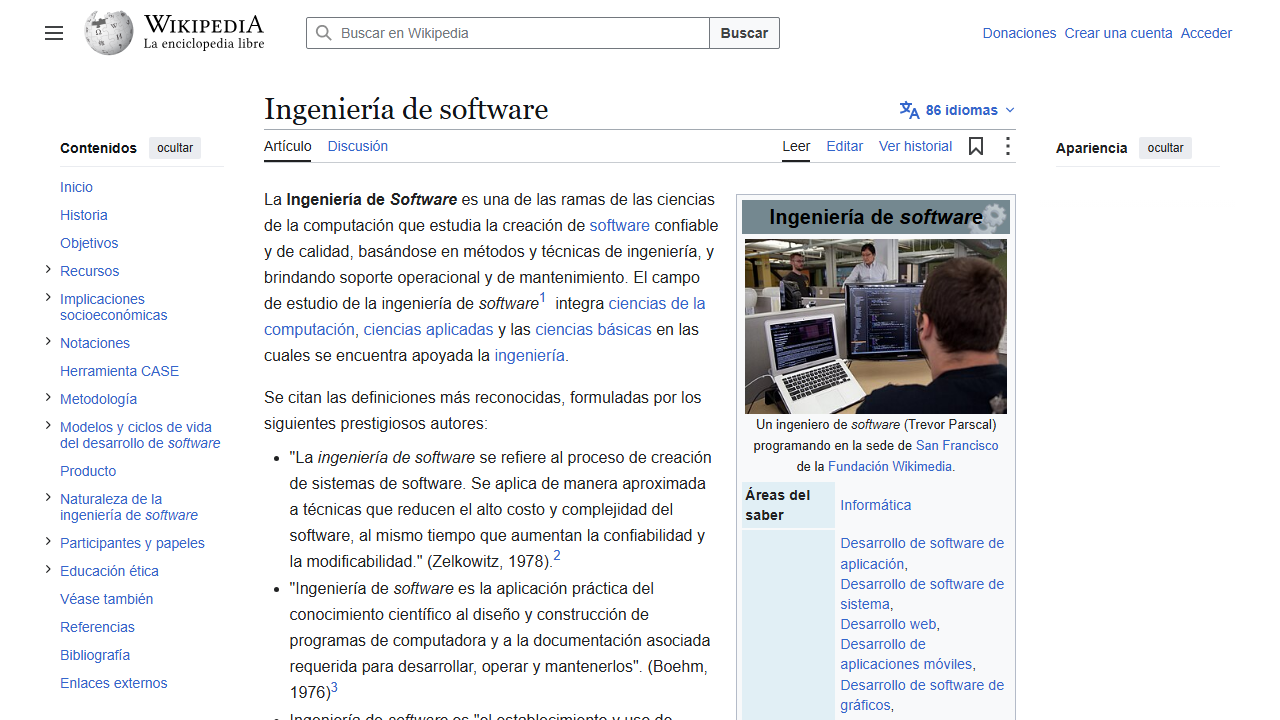 WIKIPEDIA
La enciclopedia libre
Buscar en Wikipedia
Buscar
Donaciones Crear una cuenta Acceder
Ingeniería de software
86 idiomas
Artículo Discusión
Leer Editar Ver historial
Contenidos ocultar
Inicio
Historia
Objetivos
Recursos
Implicaciones
socioeconómicas
Notaciones
Herramienta CASE
Metodología
Modelos y ciclos de vida
del desarrollo de software
Producto
Naturaleza de la
ingeniería de software
Participantes y papeles
Educación ética
Véase también
Referencias
Bibliografía
Enlaces externos
La Ingeniería de Software es una de las ramas de las ciencias
de la computación que estudia la creación de software confiable
y de calidad, basándose en métodos y técnicas de ingeniería, y
brindando soporte operacional y de mantenimiento. El campo
de estudio de la ingeniería de software1 integra ciencias de la
computación, ciencias aplicadas y las ciencias básicas en las
cuales se encuentra apoyada la ingeniería.
Se citan las definiciones más reconocidas, formuladas por los
siguientes prestigiosos autores:
"La ingeniería de software se refiere al proceso de creación
de sistemas de software. Se aplica de manera aproximada
a técnicas que reducen el alto costo y complejidad del
software, al mismo tiempo que aumentan la confiabilidad y
la modificabilidad." (Zelkowitz, 1978).2
"Ingeniería de software es la aplicación práctica del
conocimiento científico al diseño y construcción de
programas de computadora y a la documentación asociada
requerida para desarrollar, operar y mantenerlos". (Boehm,
1976)3
Ingeniería de software es "el establecimiento y uso de
Ingeniería de software
Un ingeniero de software (Trevor Parscal)
programando en la sede de San Francisco
de la Fundación Wikimedia.
Áreas del
saber
Informática
Desarrollo de software de
aplicación,
Desarrollo de software de
sistema,
Desarrollo web,
Desarrollo de
aplicaciones móviles,
Desarrollo de software de
gráficos,
Apariencia ocultar